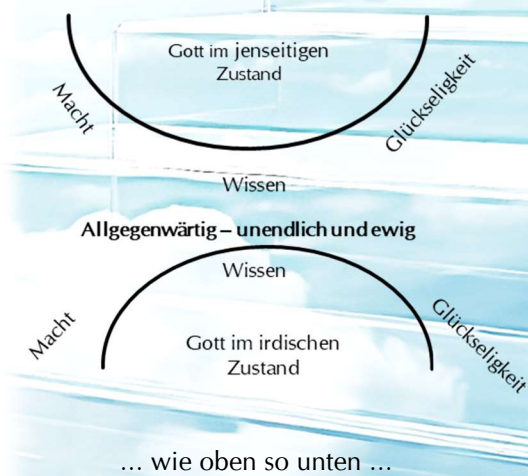 Gott im jenseitigen
Zustand
Macht
Glückseligkeit
Wissen
Allgegenwärtig – unendlich und ewig
Wissen
Macht
Glückseligkeit
Gott im irdischen
Zustand
... wie oben so unten ...